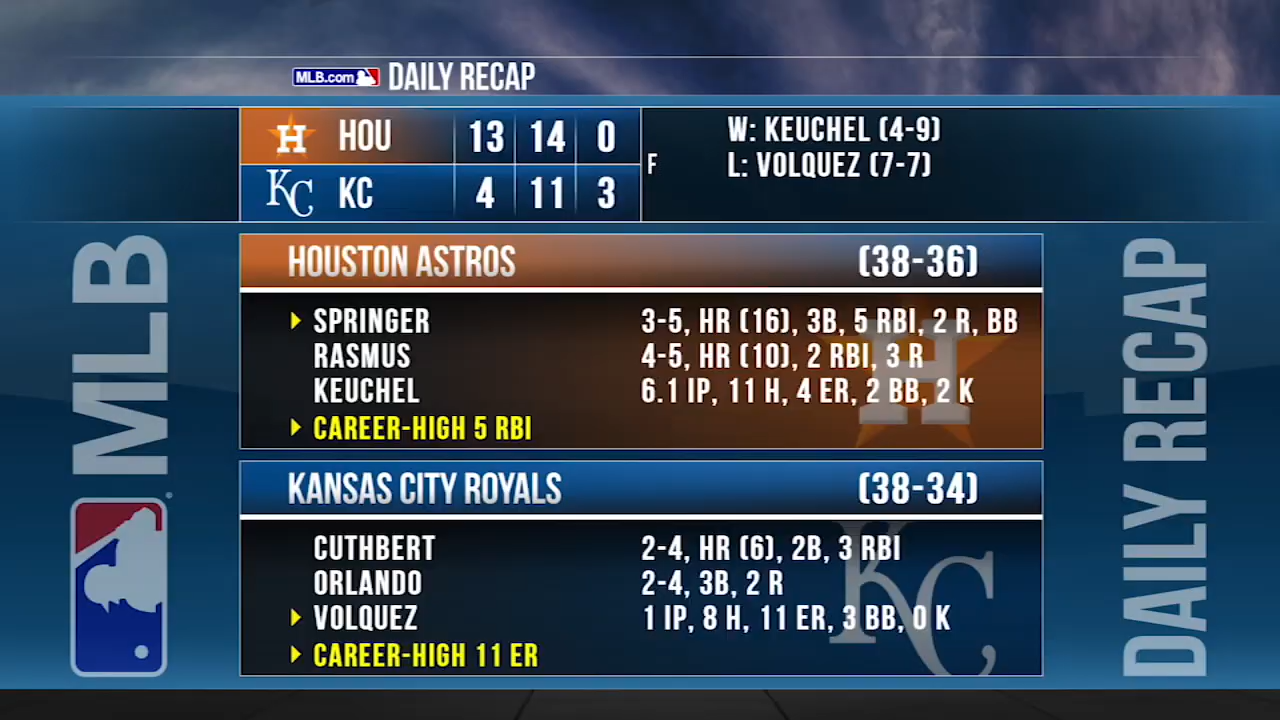 MLB.com DAILY RECAP
HOU 13 14 0
KC 4 11 3
F
W: KEUCHEL (4-9)
L: VOLQUEZ (7-7)
HOUSTON ASTROS (38-36)
SPRINGER 3-5, HR (16), 3B, 5 RBI, 2 R, BB
RASMUS 4-5, HR (10), 2 RBI, 3 R
KEUCHEL 6.1 IP, 11 H, 4 ER, 2 BB, 2 K
CAREER-HIGH 5 RBI
KANSAS CITY ROYALS (38-34)
CUTHBERT 2-4, HR (6), 2B, 3 RBI
ORLANDO 2-4, 3B, 2 R
VOLQUEZ 1 IP, 8 H, 11 ER, 3 BB, 0 K
CAREER-HIGH 11 ER
MLB
DAILY RECAP
H
KC
H
KC